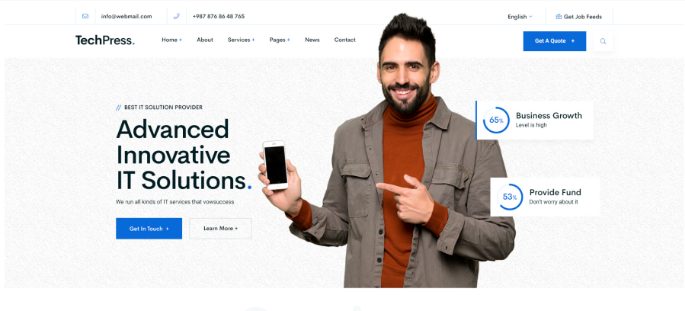 info@webmail.com
+987 876 86 48 765
English
Get Job Feeds
TechPress.
Home +
About
Services +
Pages +
News
Contact
Get A Quote +
// BEST IT SOLUTION PROVIDER
Advanced
Innovative
IT Solutions.
We run all kinds of IT services that vowsuccess
Get In Touch +
Learn More +
65%
Business Growth
Level is high
53%
Provide Fund
Don't worry about it